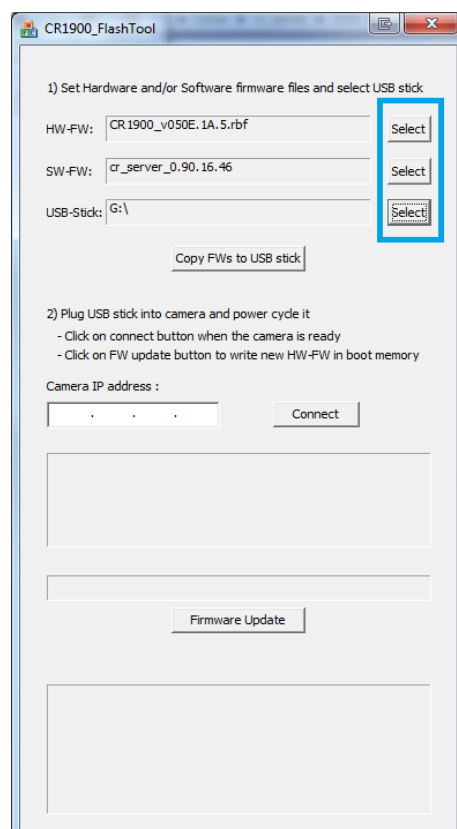 CR1900_FlashTool
1) Set Hardware and/or Software firmware files and select USB stick
HW-FW: CR1900_v050E.1A.5.rbf Select
SW-FW: cr_server_0.90.16.46 Select
USB-Stick: G:\ Select
Copy FWs to USB stick
2) Plug USB stick into camera and power cycle it
- Click on connect button when the camera is ready
- Click on FW update button to write new HW-FW in boot memory
Camera IP address :
. . . Connect
Firmware Update